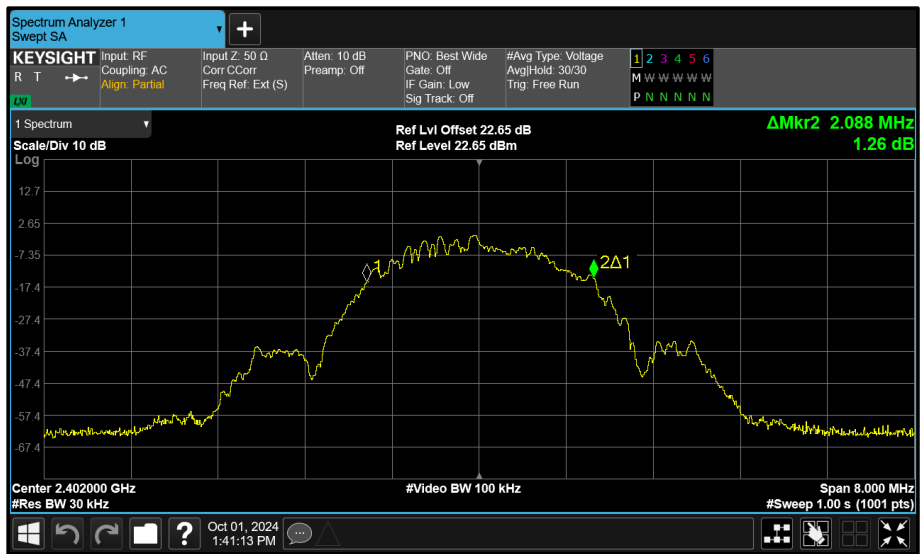 Spectrum Analyzer 1
Swept SA
KEYSIGHT
R T
LXI
Input: RF
Coupling: AC
Align: Partial
Input Z: 50 Ω
Corr CCorr
Freq Ref: Ext (S)
Atten: 10 dB
Preamp: Off
PNO: Best Wide
Gate: Off
IF Gain: Low
Sig Track: Off
#Avg Type: Voltage
Avg|Hold: 30/30
Trig: Free Run
1 2 3 4 5 6
M W W W W W
P N N N N N
1 Spectrum
Scale/Div 10 dB
Ref Lvl Offset 22.65 dB
Ref Level 22.65 dBm
ΔMkr2 2.088 MHz
1.26 dB
Log
12.7
2.65
-7.35
-17.4
-27.4
-37.4
-47.4
-57.4
-67.4
1
2Δ1
Center 2.402000 GHz
#Video BW 100 kHz
Span 8.000 MHz
#Res BW 30 kHz
#Sweep 1.00 s (1001 pts)
?
Oct 01, 2024
1:41:13 PM